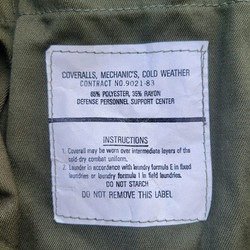 COVERALLS, MECHANIC'S, COLD WEATHER
CONTRACT NO. 9021-83
65% POLYESTER, 35% RAYON
DEFENSE PERSONNEL SUPPORT CENTER
INSTRUCTIONS
1. Coverall may be worn over intermediate layers of the
cold-dry combat uniform.
2. Launder in accordance with laundry formula E in fixed
laundries or laundry formula I in field laundries.
DO NOT STARCH
DO NOT REMOVE THIS LABEL